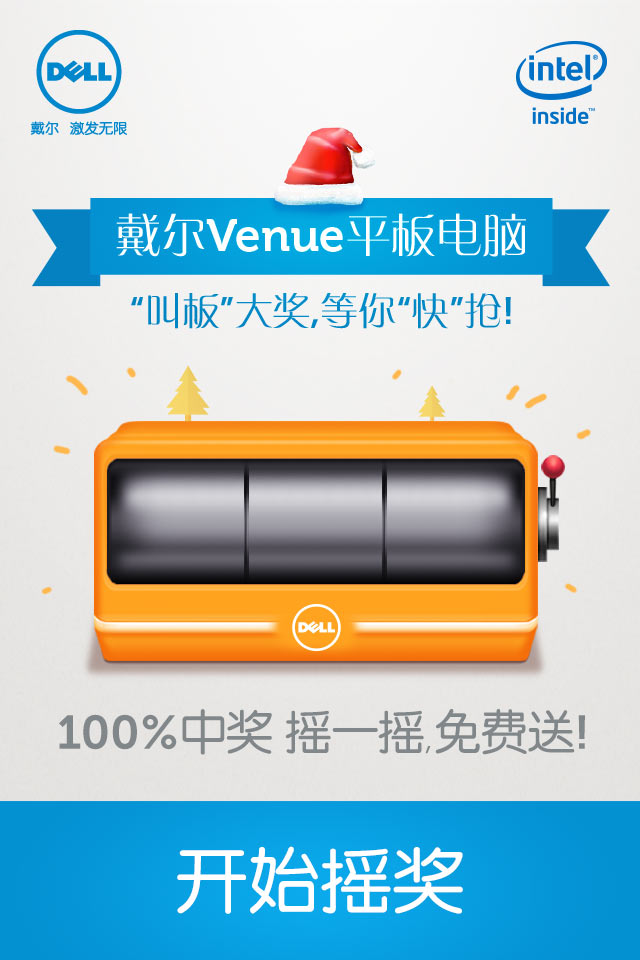 DELL
戴尔 激发无限
intel®
inside™
戴尔Venue平板电脑
“叫板”大奖,等你“快”抢!
DELL
100%中奖 摇一摇,免费送!
开始摇奖